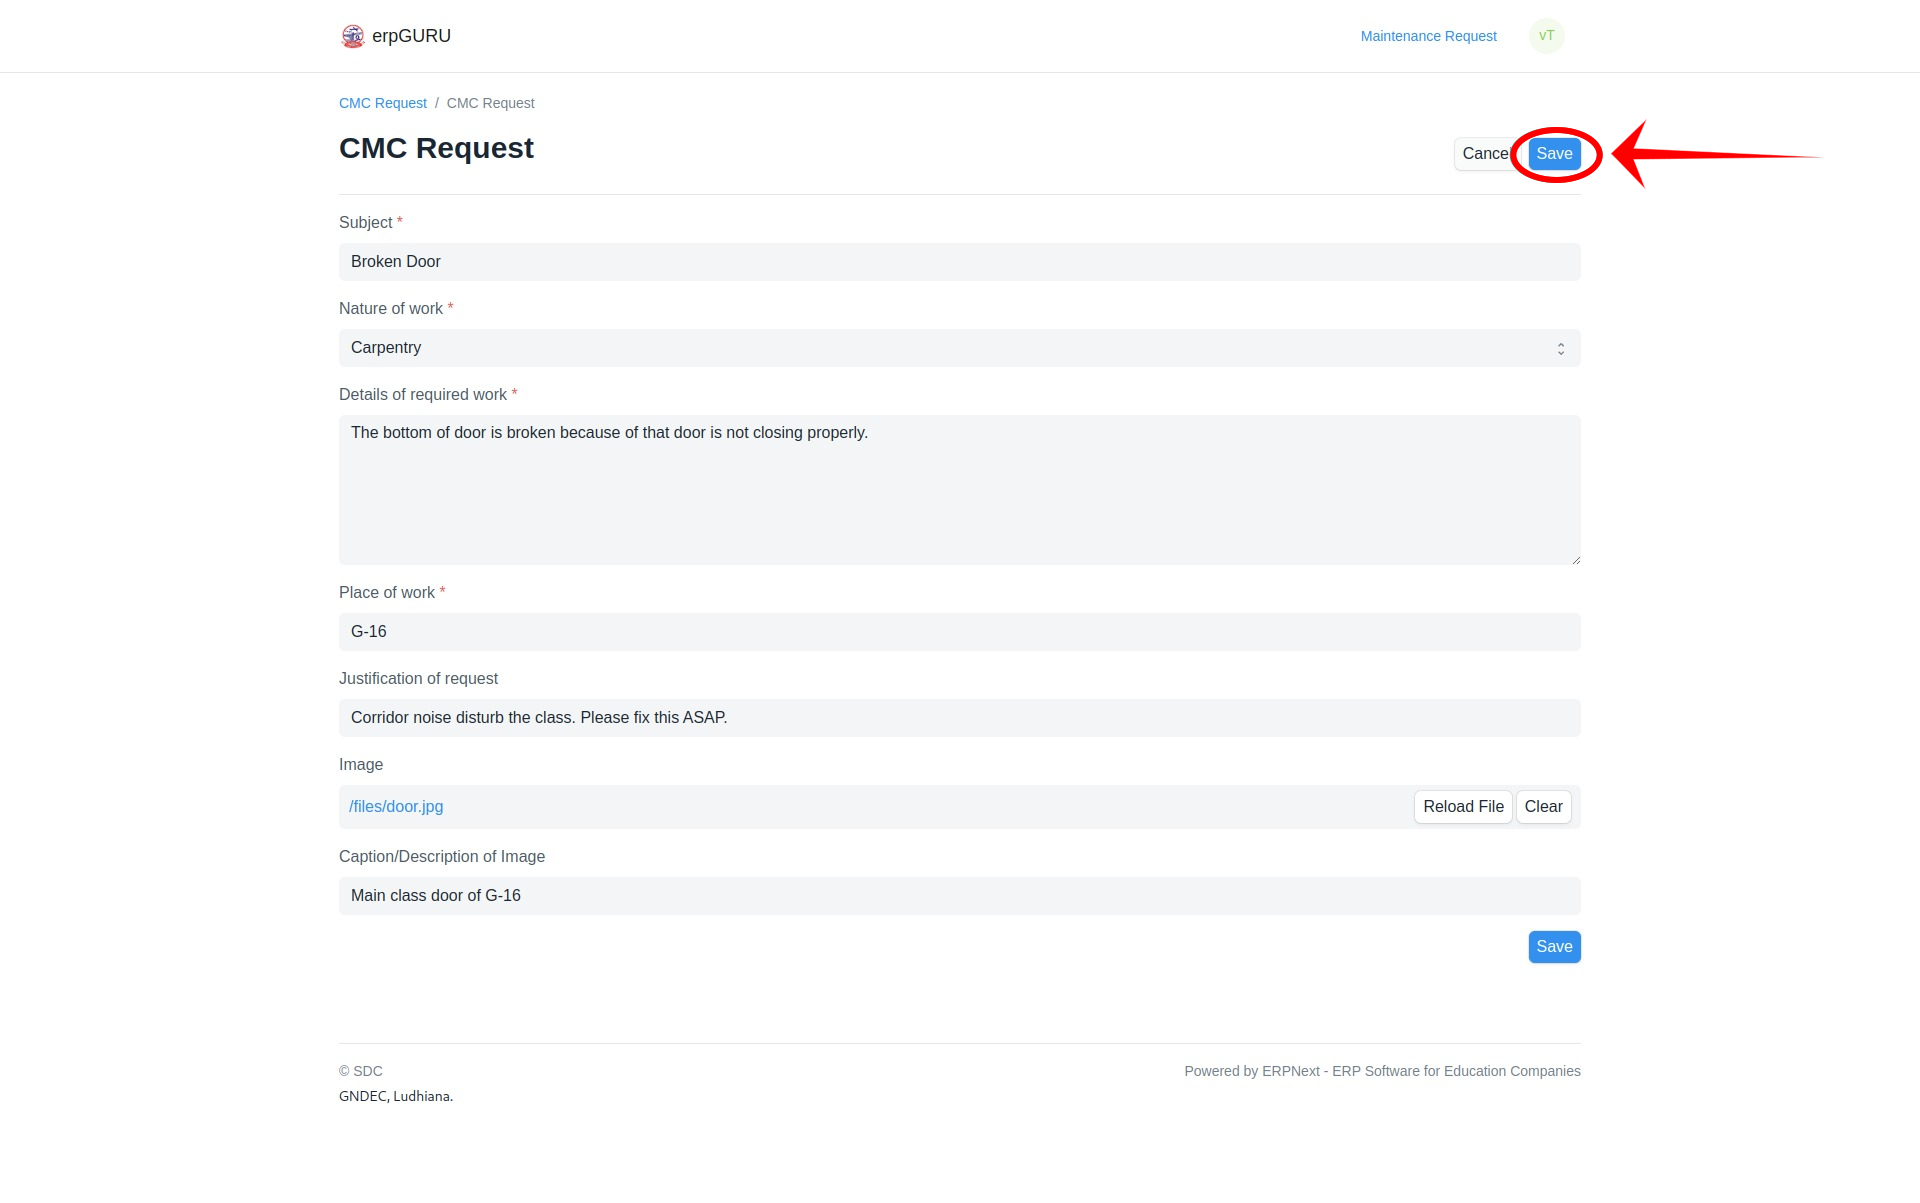 erpGURU
Maintenance Request
vT
CMC Request / CMC Request
CMC Request
Cancel
Save
Subject *
Broken Door
Nature of work *
Carpentry
Details of required work *
The bottom of door is broken because of that door is not closing properly.
Place of work *
G-16
Justification of request
Corridor noise disturb the class. Please fix this ASAP.
Image
/files/door.jpg
Reload File
Clear
Caption/Description of Image
Main class door of G-16
Save
© SDC
Powered by ERPNext - ERP Software for Education Companies
GNDEC, Ludhiana.